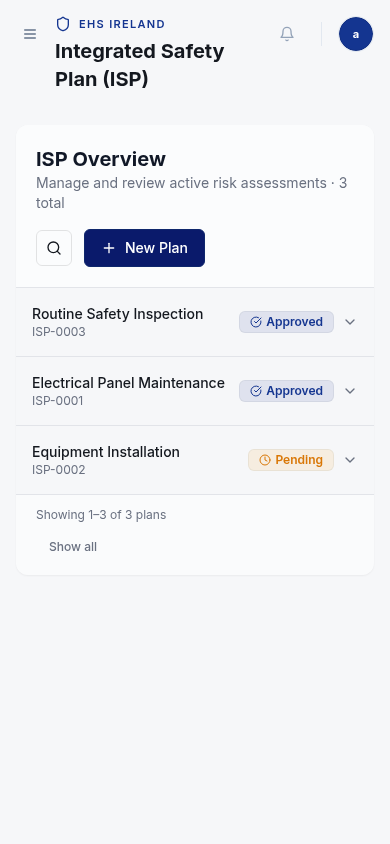 EHS IRELAND
Integrated Safety
Plan (ISP)
a
ISP Overview
Manage and review active risk assessments · 3
total
New Plan
Routine Safety Inspection
ISP-0003
Approved
Electrical Panel Maintenance
ISP-0001
Approved
Equipment Installation
ISP-0002
Pending
Showing 1–3 of 3 plans
Show all